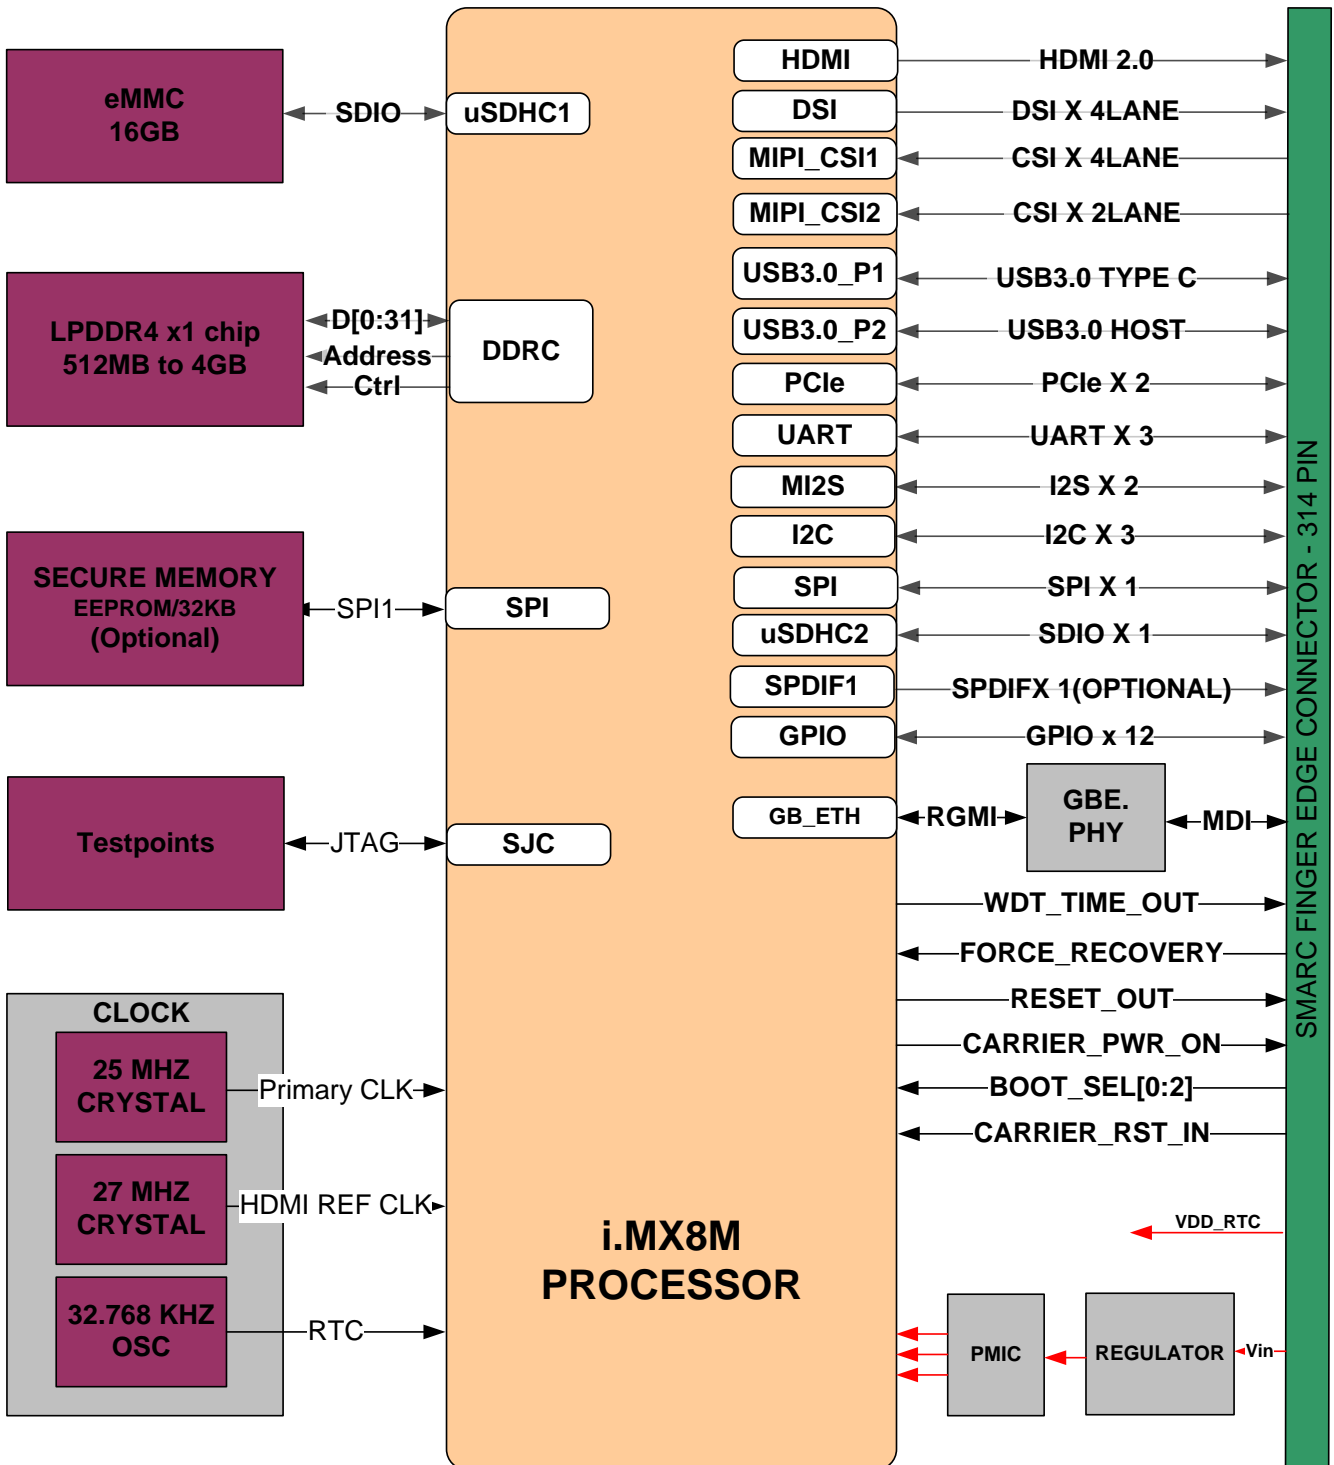 eMMC
16GB
SDIO
uSDHC1
LPDDR4 x1 chip
512MB to 4GB
D[0:31]
Address
Ctrl
DDRC
SECURE MEMORY
EEPROM/32KB
(Optional)
SPI1
SPI
Testpoints
JTAG
SJC
CLOCK
25 MHZ
CRYSTAL
Primary CLK
27 MHZ
CRYSTAL
HDMI REF CLK
32.768 KHZ
OSC
RTC
i.MX8M
PROCESSOR
HDMI
HDMI 2.0
DSI
DSI X 4LANE
MIPI_CSI1
CSI X 4LANE
MIPI_CSI2
CSI X 2LANE
USB3.0_P1
USB3.0 TYPE C
USB3.0_P2
USB3.0 HOST
PCIe
PCIe X 2
UART
UART X 3
MI2S
I2S X 2
I2C
I2C X 3
SPI
SPI X 1
uSDHC2
SDIO X 1
SPDIF1
SPDIFX 1(OPTIONAL)
GPIO
GPIO x 12
GB_ETH
RGMI
GBE.
PHY
MDI
WDT_TIME_OUT
FORCE_RECOVERY
RESET_OUT
CARRIER_PWR_ON
BOOT_SEL[0:2]
CARRIER_RST_IN
VDD_RTC
PMIC
REGULATOR
Vin
SMARC FINGER EDGE CONNECTOR - 314 PIN